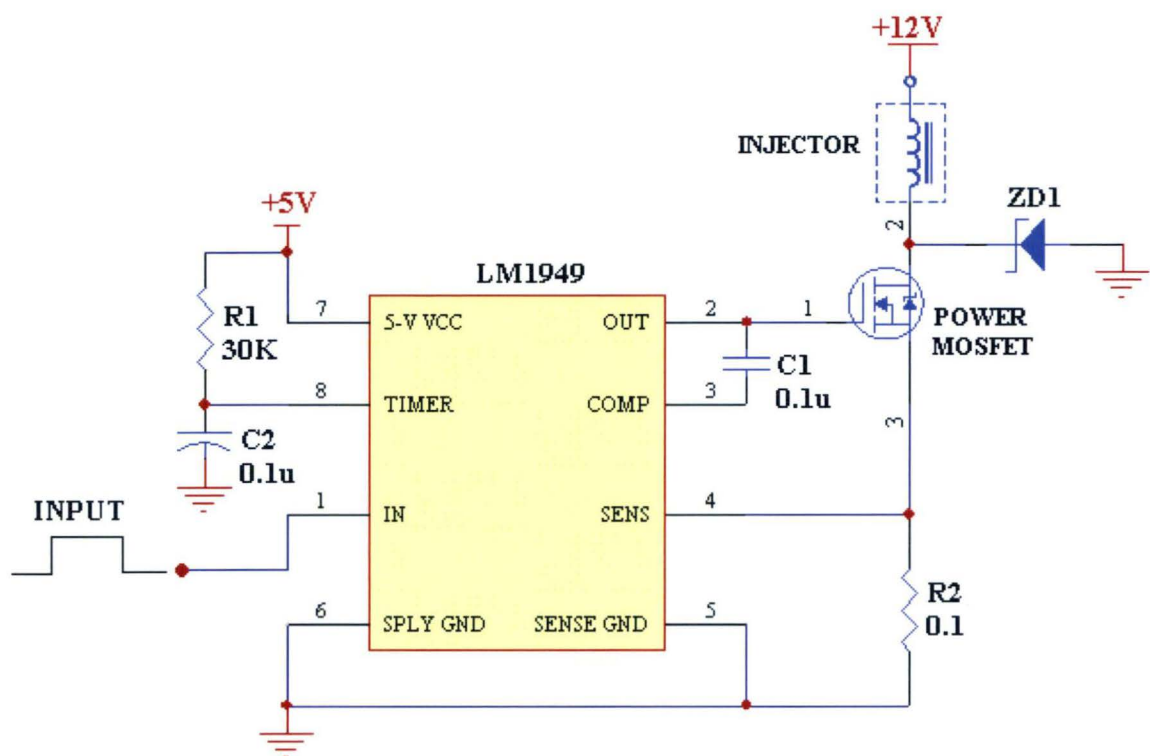 +12V
INJECTOR
ZD1
2
+5V
LM1949
R1
30K
7
5-V VCC
OUT
2
1
POWER
MOSFET
C1
0.1u
8
TIMER
COMP
3
3
C2
0.1u
INPUT
1
IN
SENS
4
R2
0.1
6
SPLY GND
SENSE GND
5